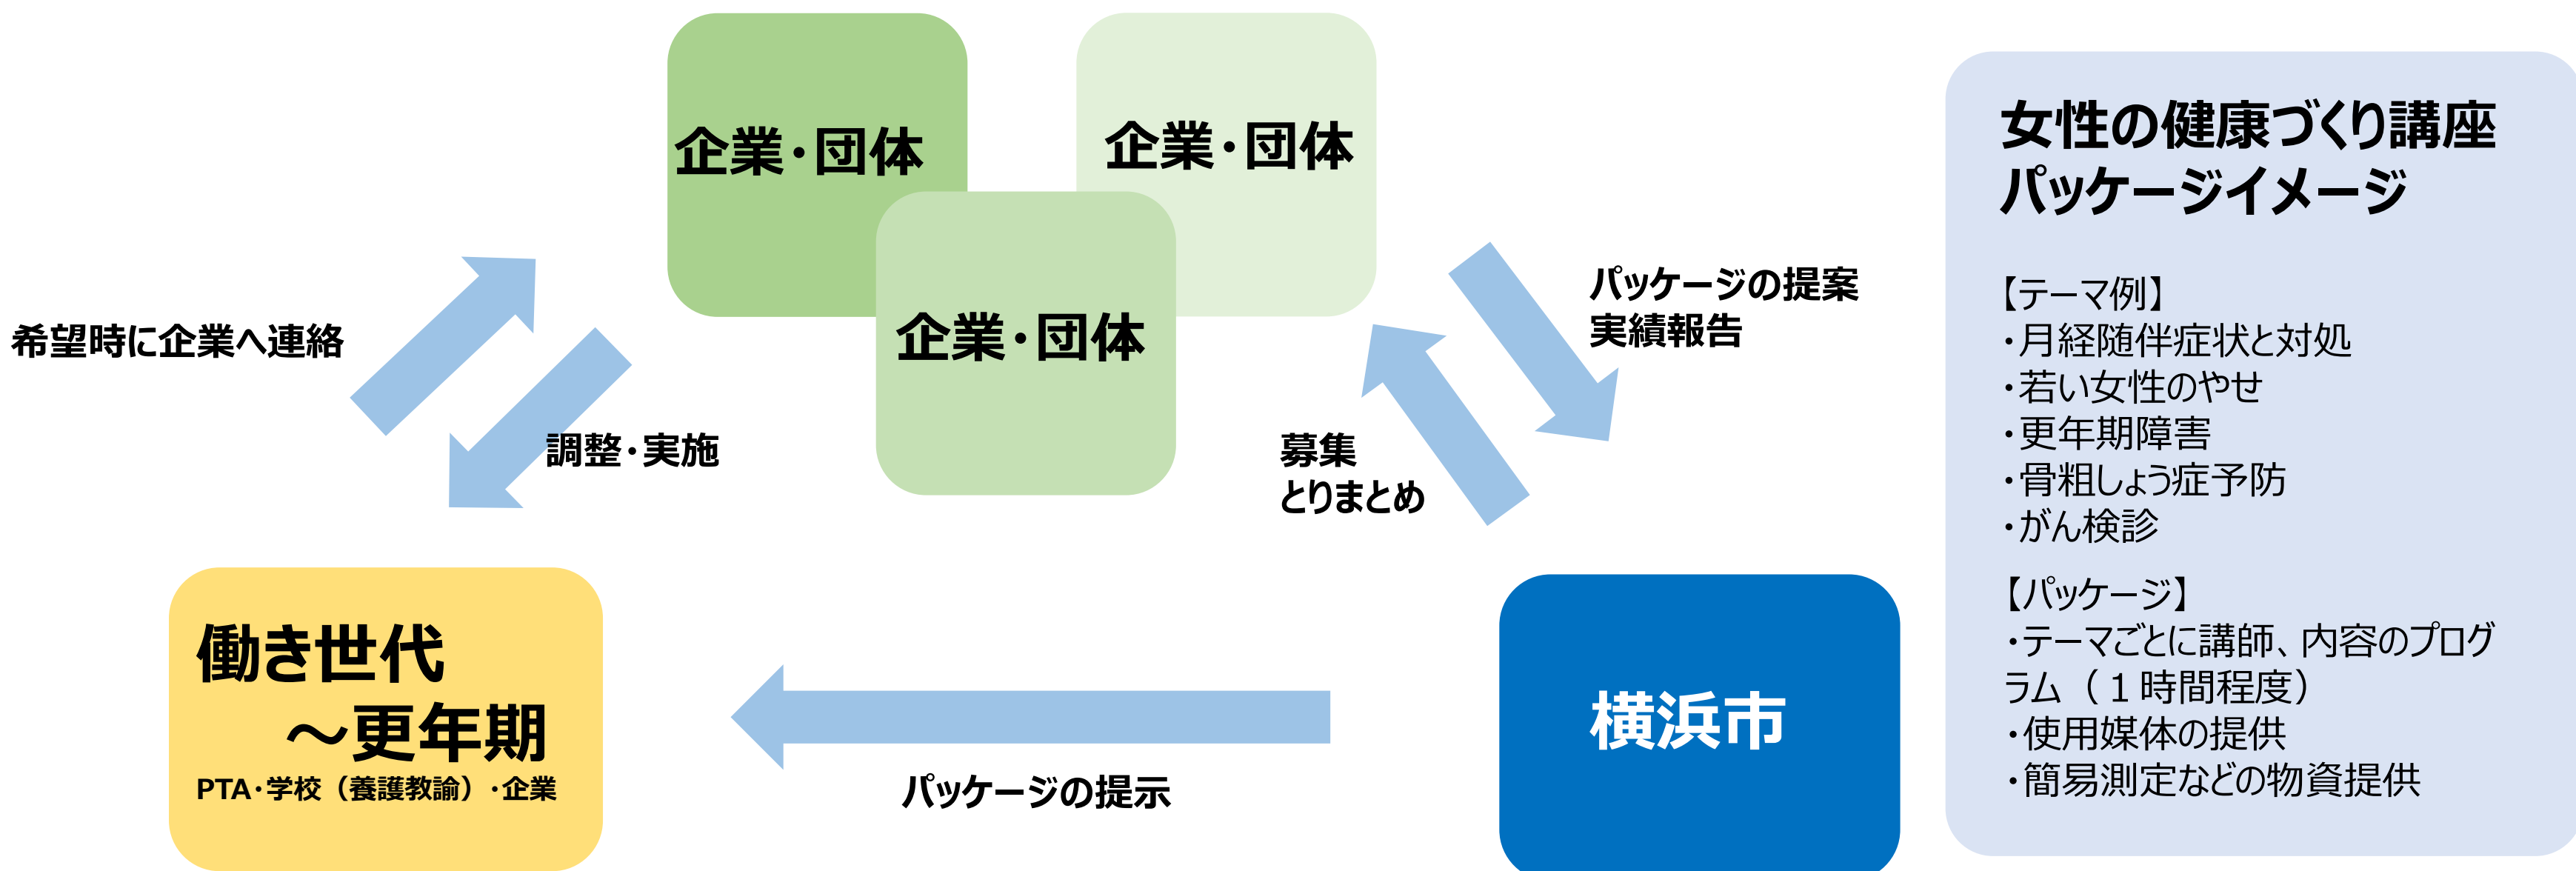 企業・団体
企業・団体
企業・団体
希望時に企業へ連絡
調整・実施
パッケージの提案
実績報告
募集
とりまとめ
働き世代
～更年期
PTA・学校（養護教諭）・企業
パッケージの提示
横浜市
女性の健康づくり講座
パッケージイメージ
【テーマ例】
・月経随伴症状と対処
・若い女性のやせ
・更年期障害
・骨粗しょう症予防
・がん検診
【パッケージ】
・テーマごとに講師、内容のプログ
ラム（１時間程度）
・使用媒体の提供
・簡易測定などの物資提供